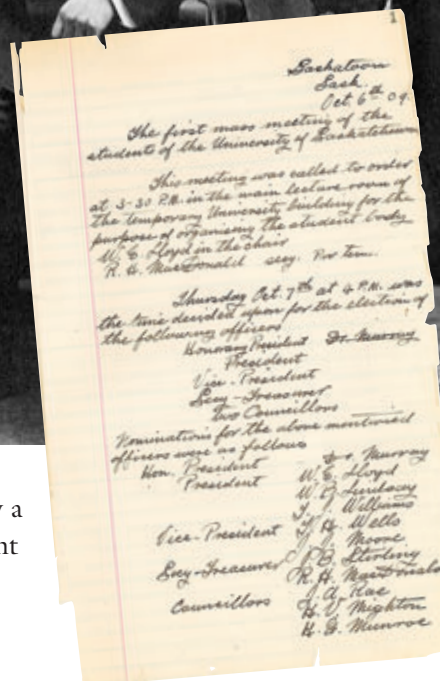 1
Saskatoon
Sask.
Oct. 6th 09.
The first mass meeting of the
students of the University of Saskatchewan
This meeting was called to order
at 3-30 P.M. in the main lecture room of
the temporary University building for the
purpose of organising the student body
W. E. Lloyd in the chair
R. H. MacDonald secy. Pro tem.
Thursday Oct. 7th at 4 P.M. was
the time decided upon for the election of
the following officers
Honorary President Dr. Murray
President
Vice-President
Secy-Treasurer
Two Councillors
Nominations for the above mentioned
officers were as follows
Hon. President Dr. Murray
President W. E. Lloyd
W. B. Lindsay
T. J. Williams
Vice-President T. H. Wells
J. Moore
Secy-Treasurer J. B. Stirling
R. H. MacDonald
Councillors J. A. Rae
H. V. Mighton
H. G. Munroe
y a
nt